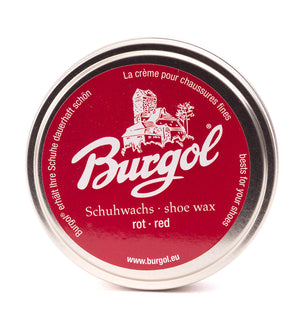 La crème pour chaussures fines
Burgol® erhält Ihre Schuhe dauerhaft schön
bests for your shoes
Burgol®
Schuhwachs · shoe wax
rot · red
www.burgol.eu